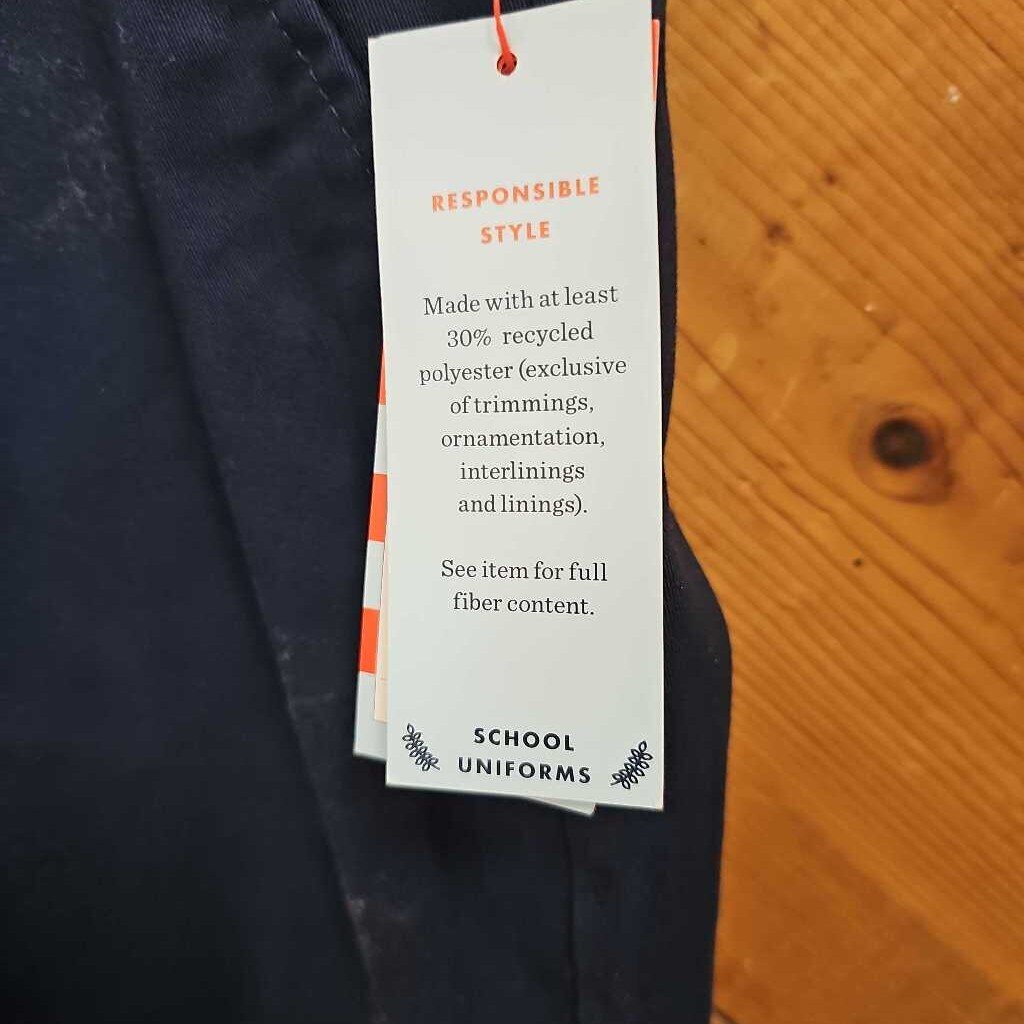 RESPONSIBLE
STYLE
Made with at least
30% recycled
polyester (exclusive
of trimmings,
ornamentation,
interlinings
and linings).
See item for full
fiber content.
SCHOOL
UNIFORMS